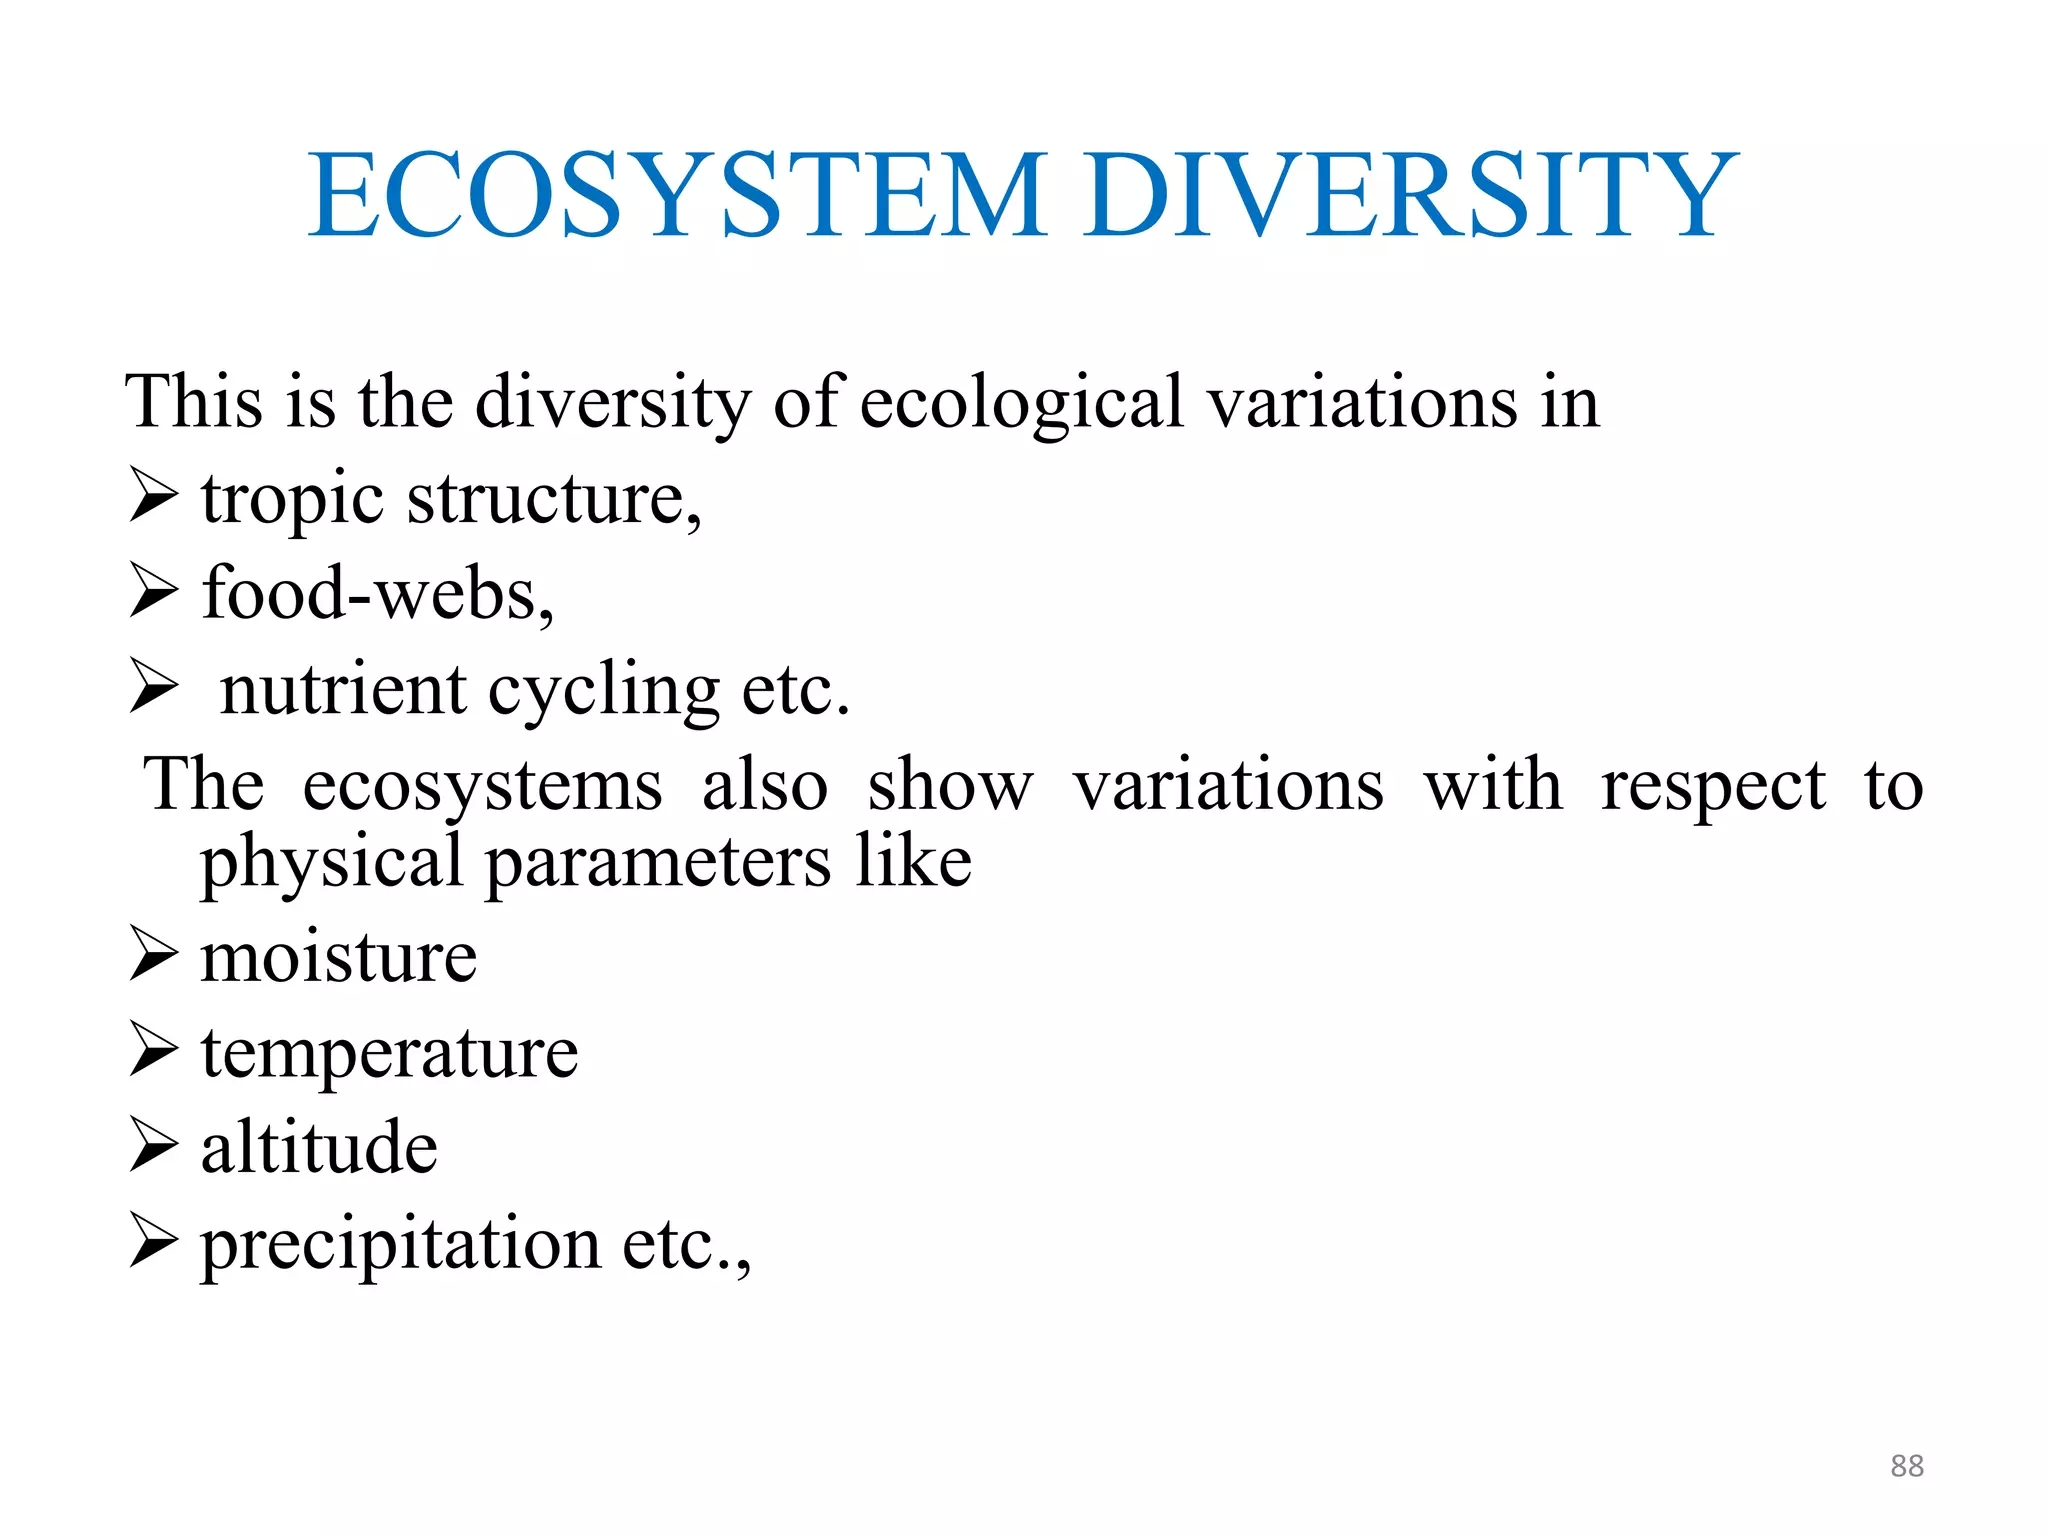 ECOSYSTEM DIVERSITY
This is the diversity of ecological variations in
➢ tropic structure,
➢ food-webs,
➢ nutrient cycling etc.
The ecosystems also show variations with respect to
physical parameters like
➢ moisture
➢ temperature
➢ altitude
➢ precipitation etc.,
88